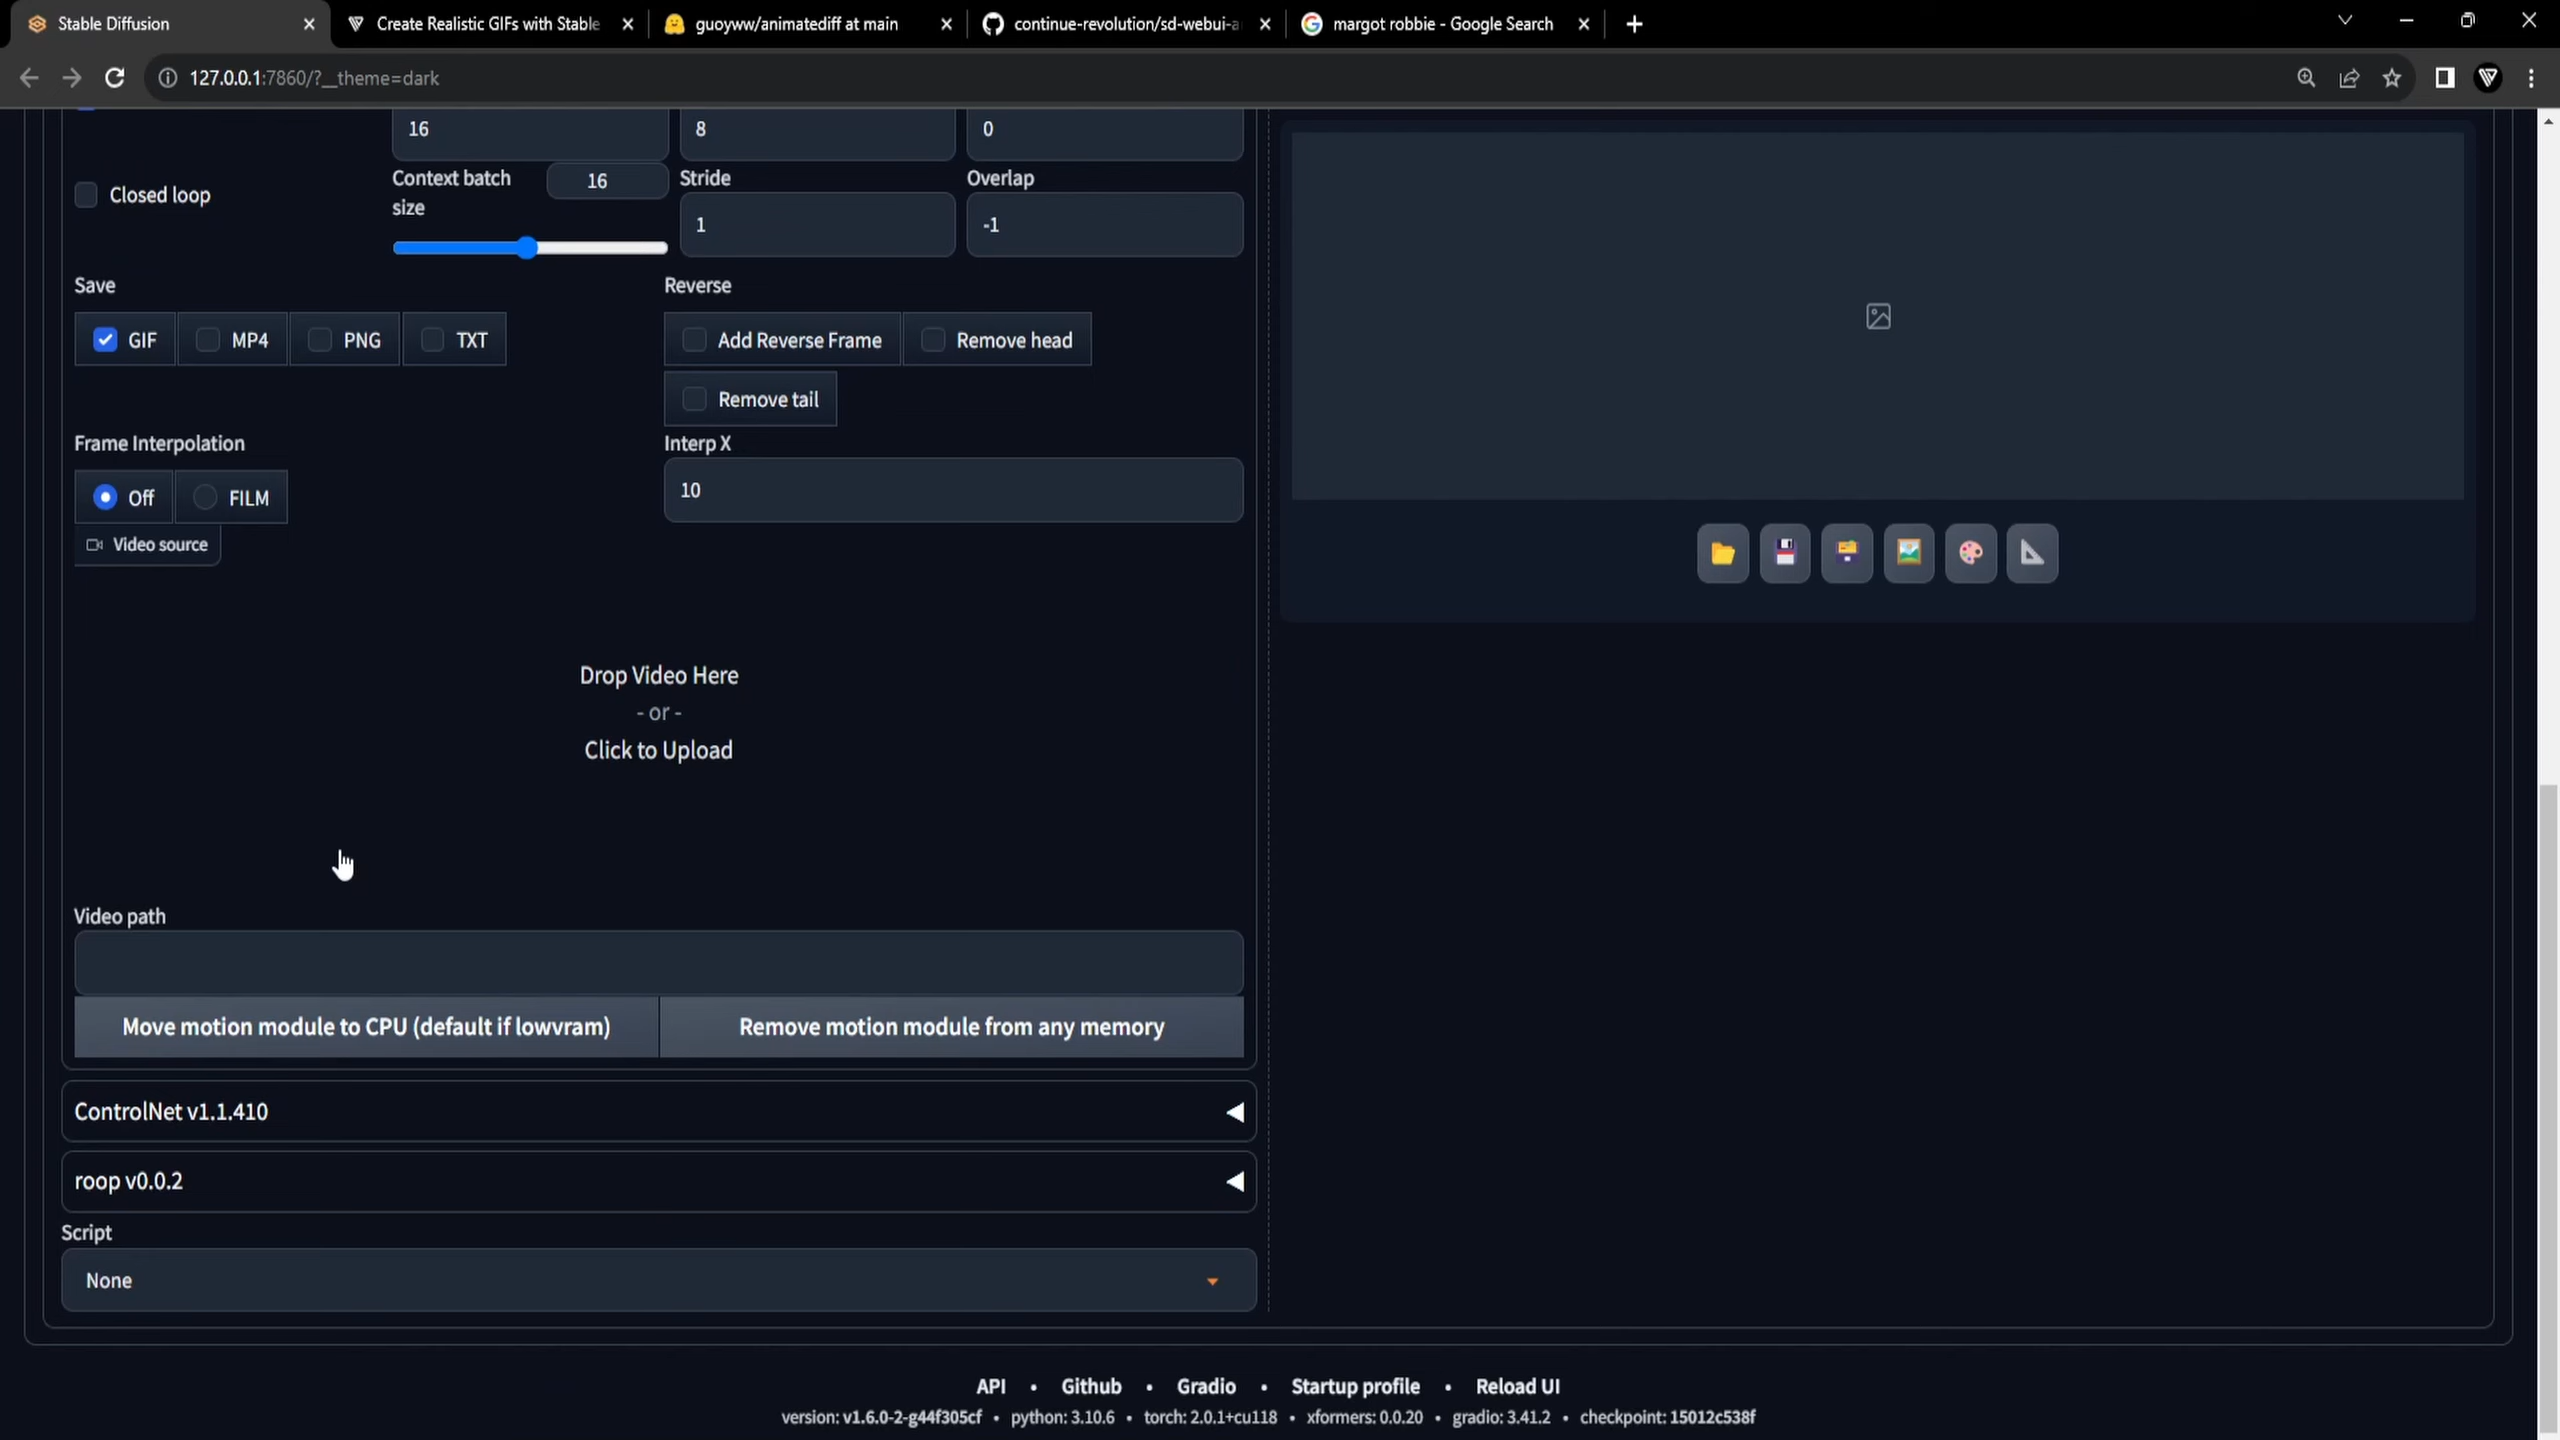 Stable Diffusion
Create Realistic GIFs with Stable
guoyww/animatediff at main
continue-revolution/sd-webui-a
margot robbie - Google Search
127.0.0.1:7860/?__theme=dark
16
8
0
Closed loop
Context batch size
16
Stride
1
Overlap
-1
Save
Reverse
GIF
MP4
PNG
TXT
Add Reverse Frame
Remove head
Remove tail
Frame Interpolation
Interp X
Off
FILM
10
Video source
Drop Video Here
- or -
Click to Upload
Video path
Move motion module to CPU (default if lowvram)
Remove motion module from any memory
ControlNet v1.1.410
roop v0.0.2
Script
None
API • Github • Gradio • Startup profile • Reload UI
version: v1.6.0-2-g44f305cf • python: 3.10.6 • torch: 2.0.1+cu118 • xformers: 0.0.20 • gradio: 3.41.2 • checkpoint: 15012c538f